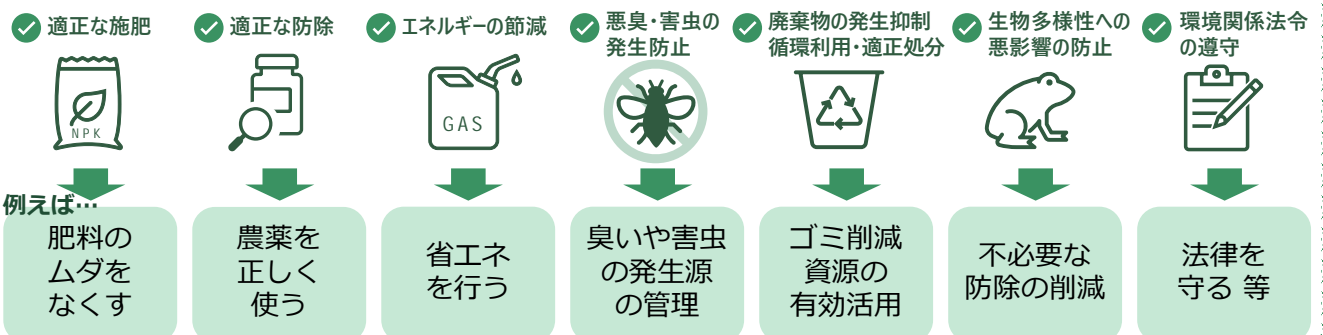 適正な施肥
適正な防除
エネルギーの節減
悪臭・害虫の
発生防止
廃棄物の発生抑制
循環利用・適正処分
生物多様性への
悪影響の防止
環境関係法令
の遵守
NPK
GAS
例えば…
肥料の
ムダを
なくす
農薬を
正しく
使う
省エネ
を行う
臭いや害虫
の発生源
の管理
ゴミ削減
資源の
有効活用
不必要な
防除の削減
法律を
守る 等